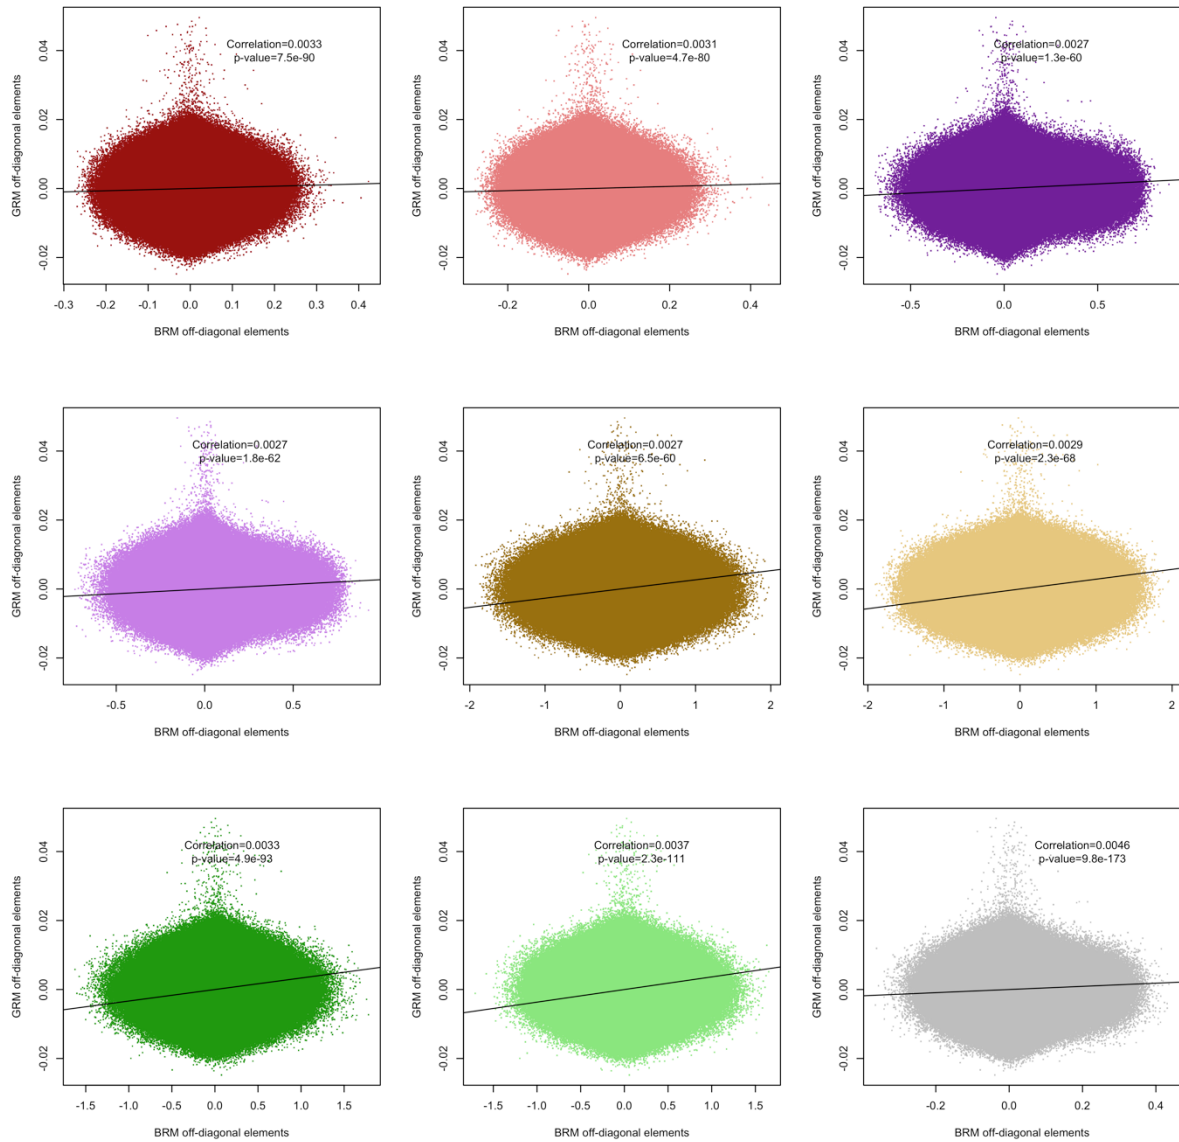 Correlation=0.0033
p-value=7.5e-90
GRM off-diagnonal elements
0.04
0.02
0.00
-0.02
-0.3 -0.2 -0.1 0.0 0.1 0.2 0.3 0.4
BRM off-diagonal elements
Correlation=0.0031
p-value=4.7e-80
GRM off-diagnonal elements
0.04
0.02
0.00
-0.02
-0.2 0.0 0.2 0.4
BRM off-diagonal elements
Correlation=0.0027
p-value=1.3e-60
GRM off-diagnonal elements
0.04
0.02
0.00
-0.02
-0.5 0.0 0.5
BRM off-diagonal elements
Correlation=0.0027
p-value=1.8e-62
GRM off-diagnonal elements
0.04
0.02
0.00
-0.02
-0.5 0.0 0.5
BRM off-diagonal elements
Correlation=0.0027
p-value=6.5e-60
GRM off-diagnonal elements
0.04
0.02
0.00
-0.02
-2 -1 0 1 2
BRM off-diagonal elements
Correlation=0.0029
p-value=2.3e-68
GRM off-diagnonal elements
0.04
0.02
0.00
-0.02
-2 -1 0 1 2
BRM off-diagonal elements
Correlation=0.0033
p-value=4.9e-93
GRM off-diagnonal elements
0.04
0.02
0.00
-0.02
-1.5 -1.0 -0.5 0.0 0.5 1.0 1.5
BRM off-diagonal elements
Correlation=0.0037
p-value=2.3e-111
GRM off-diagnonal elements
0.04
0.02
0.00
-0.02
-1.5 -1.0 -0.5 0.0 0.5 1.0 1.5
BRM off-diagonal elements
Correlation=0.0046
p-value=9.8e-173
GRM off-diagnonal elements
0.04
0.02
0.00
-0.02
-0.2 0.0 0.2 0.4
BRM off-diagonal elements